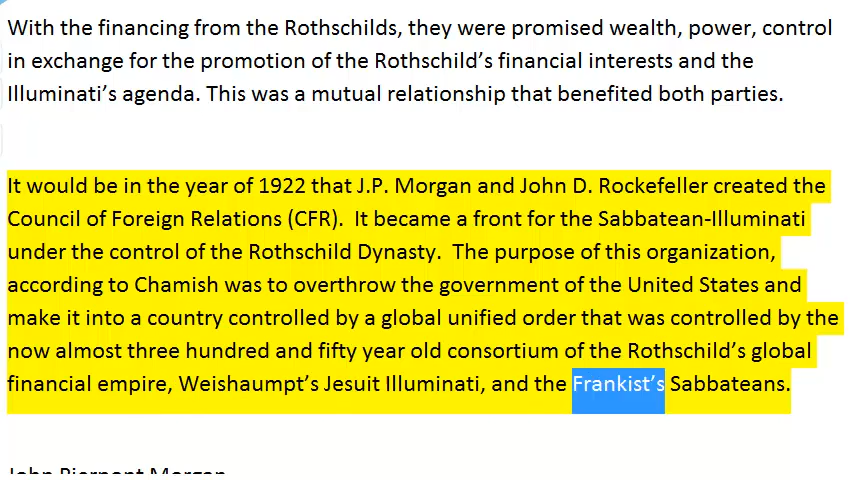 With the financing from the Rothschilds, they were promised wealth, power, control
in exchange for the promotion of the Rothschild's financial interests and the
Illuminati's agenda. This was a mutual relationship that benefited both parties.
It would be in the year of 1922 that J.P. Morgan and John D. Rockefeller created the
Council of Foreign Relations (CFR).  It became a front for the Sabbatean-Illuminati
under the control of the Rothschild Dynasty.  The purpose of this organization,
according to Chamish was to overthrow the government of the United States and
make it into a country controlled by a global unified order that was controlled by the
now almost three hundred and fifty year old consortium of the Rothschild's global
financial empire, Weishaumpt's Jesuit Illuminati, and the Frankist's Sabbateans.
John Pierpont Morgan